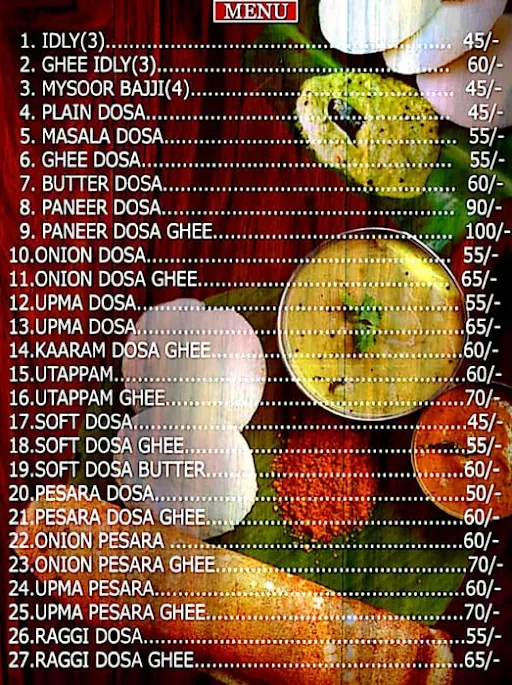 MENU
1. IDLY(3)............................................................ 45/-
2. GHEE IDLY(3)................................................... 60/-
3. MYSOOR BAJJI(4)............................................. 45/-
4. PLAIN DOSA..................................................... 45/-
5. MASALA DOSA.................................................. 55/-
6. GHEE DOSA...................................................... 55/-
7. BUTTER DOSA.................................................. 60/-
8. PANEER DOSA.................................................. 90/-
9. PANEER DOSA GHEE......................................... 100/-
10.ONION DOSA.................................................... 55/-
11.ONION DOSA GHEE............................................65/-
12.UPMA DOSA......................................................55/-
13.UPMA DOSA......................................................65/-
14.KAARAM DOSA GHEE..........................................60/-
15.UTAPPAM..........................................................60/-
16.UTAPPAM GHEE..................................................70/-
17.SOFT DOSA.......................................................45/-
18.SOFT DOSA GHEE...............................................55/-
19.SOFT DOSA BUTTER............................................60/-
20.PESARA DOSA...................................................50/-
21.PESARA DOSA GHEE...........................................60/-
22.ONION PESARA .................................................60/-
23.ONION PESARA GHEE..........................................70/-
24.UPMA PESARA...................................................60/-
25.UPMA PESARA GHEE...........................................70/-
26.RAGGI DOSA......................................................55/-
27.RAGGI DOSA GHEE..............................................65/-